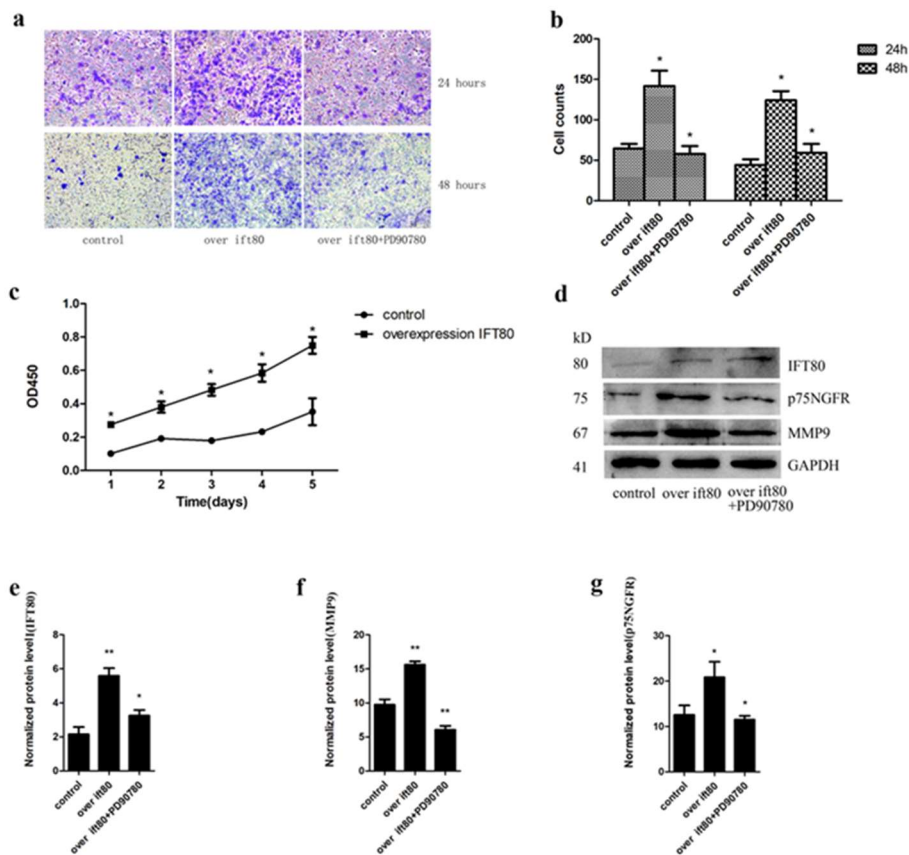 a
24 hours
48 hours
control over ift80 over ift80+PD90780
b
Cell counts
200
150
100
50
0
24h
48h
control
over ift80
over ift80+PD90780
control
over ift80
over ift80+PD90780
* * * *
c
OD450
1.0
0.8
0.6
0.4
0.2
0.0
* * * * *
1 2 3 4 5
Time(days)
control
overexpression IFT80
d
kD
80 IFT80
75 p75NGFR
67 MMP9
41 GAPDH
control over ift80 over ift80
+PD90780
e
Normalized protein levell(IFT80)
8
6
4
2
0
** *
control
over ift80
over ift80+PD90780
f
Normalized protein level(MMP9)
20
15
10
5
0
** **
control
over ift80
over ift80+PD90780
g
Normalized protein level(p75NGFR)
30
20
10
0
* *
control
over ift80
over ift80+PD90780